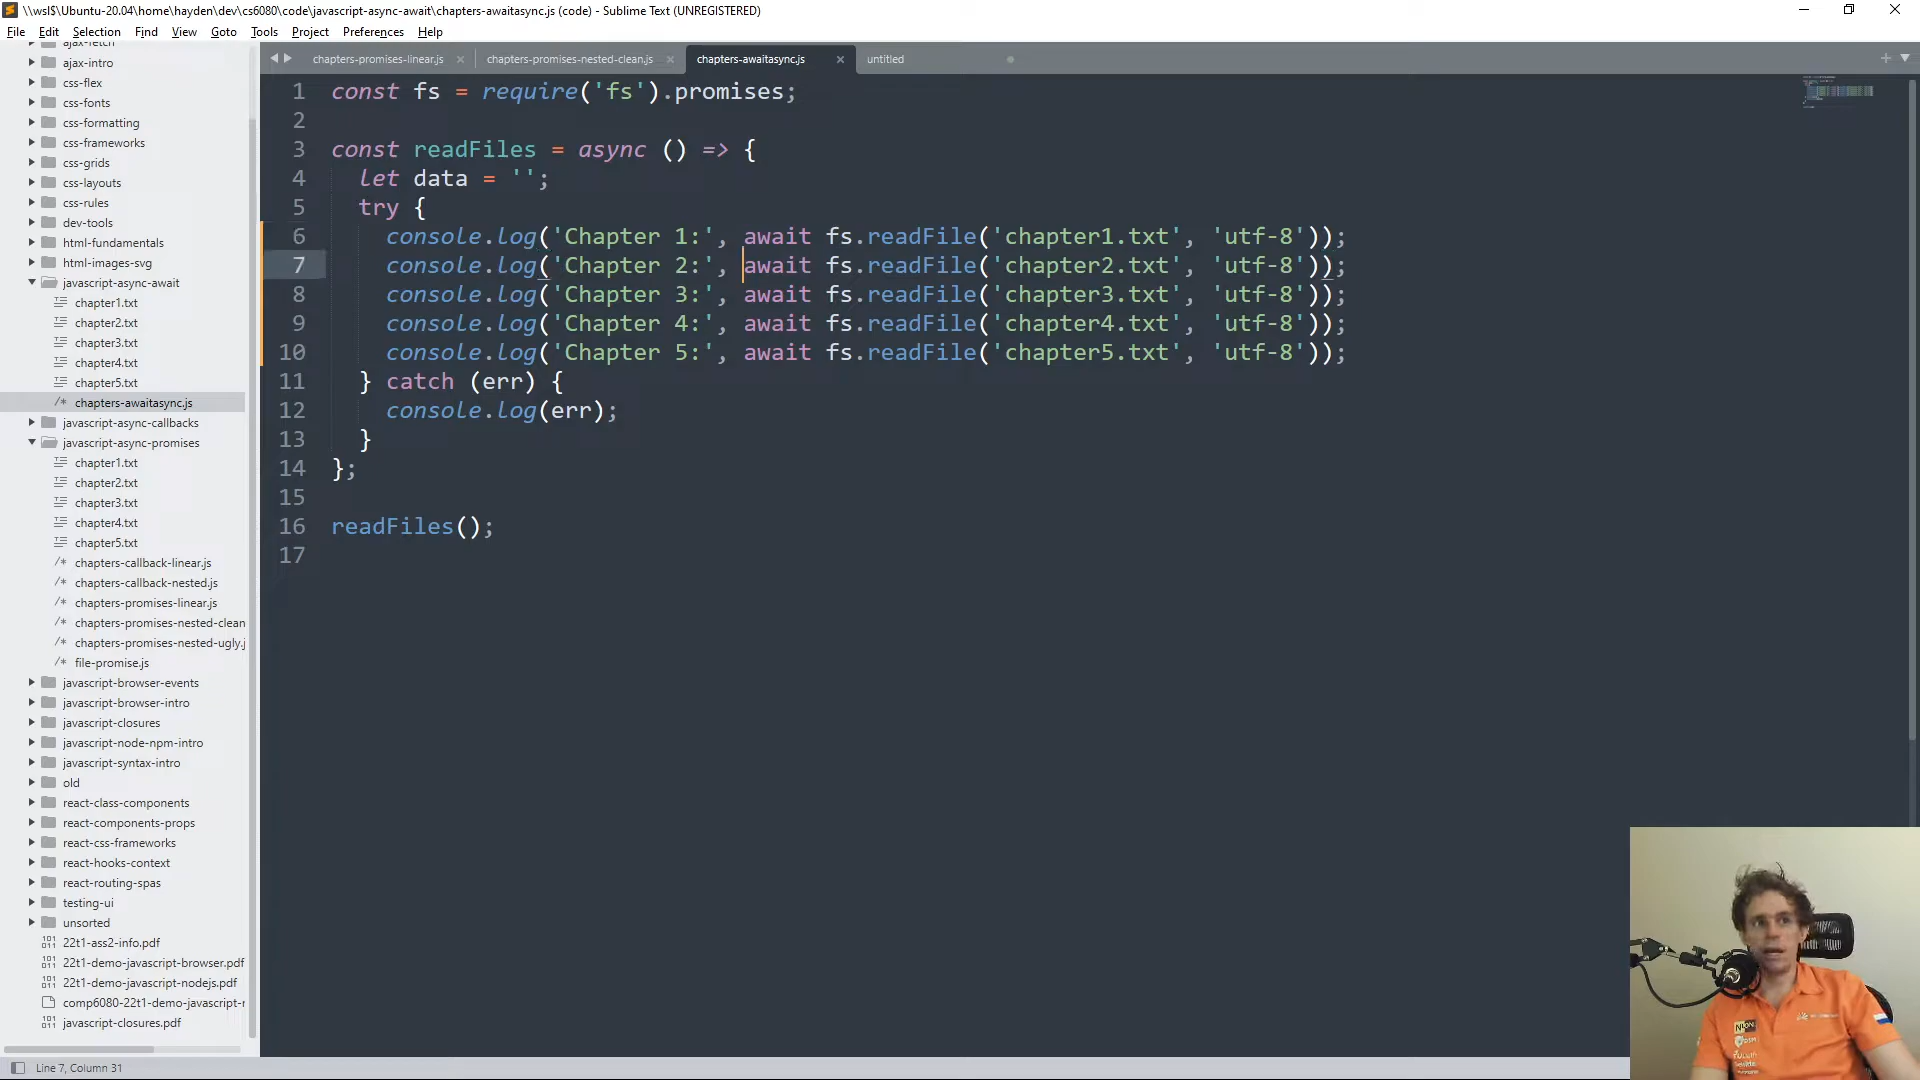 \\wsl$\Ubuntu-20.04\home\hayden\dev\cs6080\code\javascript-async-await\chapters-awaitasync.js (code) - Sublime Text (UNREGISTERED)
File Edit Selection Find View Goto Tools Project Preferences Help
ajax-fetch
ajax-intro
css-flex
css-fonts
css-formatting
css-frameworks
css-grids
css-layouts
css-rules
dev-tools
html-fundamentals
html-images-svg
javascript-async-await
chapter1.txt
chapter2.txt
chapter3.txt
chapter4.txt
chapter5.txt
/* chapters-awaitasync.js
javascript-async-callbacks
javascript-async-promises
chapter1.txt
chapter2.txt
chapter3.txt
chapter4.txt
chapter5.txt
/* chapters-callback-linear.js
/* chapters-callback-nested.js
/* chapters-promises-linear.js
/* chapters-promises-nested-clean
/* chapters-promises-nested-ugly.j
/* file-promise.js
javascript-browser-events
javascript-browser-intro
javascript-closures
javascript-node-npm-intro
javascript-syntax-intro
old
react-class-components
react-components-props
react-css-frameworks
react-hooks-context
react-routing-spas
testing-ui
unsorted
22t1-ass2-info.pdf
22t1-demo-javascript-browser.pdf
22t1-demo-javascript-nodejs.pdf
comp6080-22t1-demo-javascript-r
javascript-closures.pdf
chapters-promises-linear.js × chapters-promises-nested-clean.js × chapters-awaitasync.js × untitled
1 const fs = require('fs').promises;
2
3 const readFiles = async () => {
4 let data = '';
5 try {
6 console.log('Chapter 1:', await fs.readFile('chapter1.txt', 'utf-8'));
7 console.log('Chapter 2:', await fs.readFile('chapter2.txt', 'utf-8'));
8 console.log('Chapter 3:', await fs.readFile('chapter3.txt', 'utf-8'));
9 console.log('Chapter 4:', await fs.readFile('chapter4.txt', 'utf-8'));
10 console.log('Chapter 5:', await fs.readFile('chapter5.txt', 'utf-8'));
11 } catch (err) {
12 console.log(err);
13 }
14 };
15
16 readFiles();
17
Line 7, Column 31